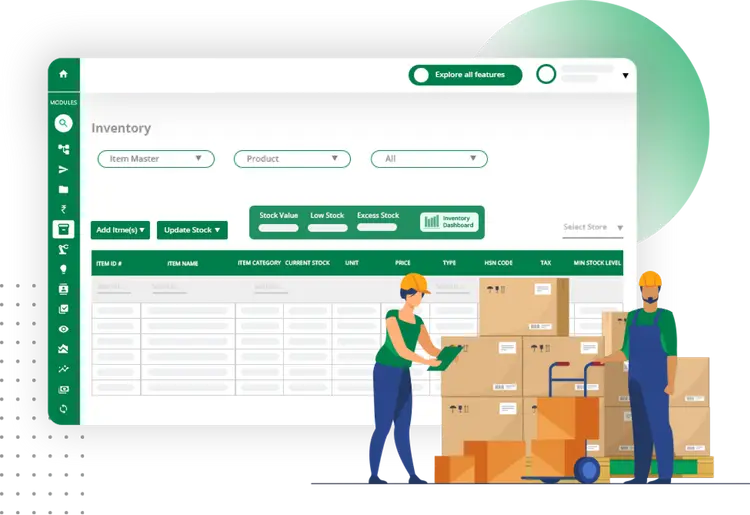 Explore all features
MODULES
Inventory
Item Master
Product
All
Stock Value
Low Stock
Excess Stock
Inventory
Dashboard
Add Itme(s)
Update Stock
Select Store
ITEM ID #
ITEM NAME
ITEM CATEGORY
CURRENT STOCK
UNIT
PRICE
TYPE
HSN CODE
TAX
MIN STOCK LEVEL